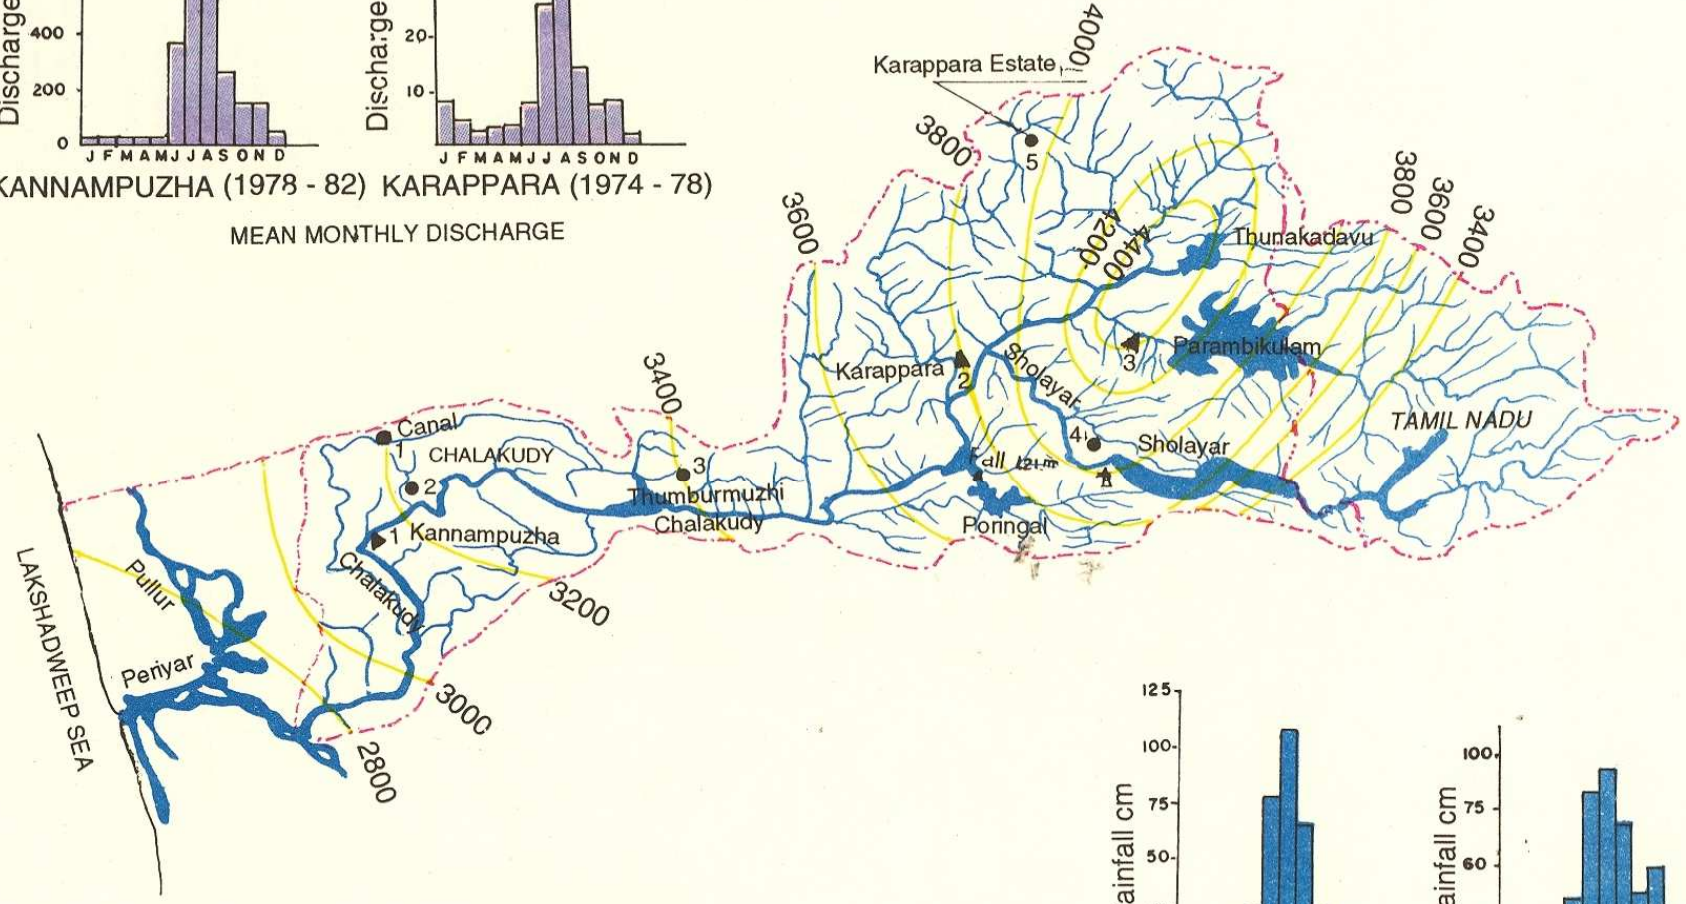 Discharge
400
200
0
J F M A M J J A S O N D
KANNAMPUZHA (1978 - 82)
Discharge
20
10
J F M A M J J A S O N D
KARAPPARA (1974 - 78)
MEAN MONTHLY DISCHARGE
Karappara Estate
4000
3800
5
3600
4200
4400
Thunakadavu
3800
3600
3400
Karappara
2
Sholayar
3
Parambikulam
TAMIL NADU
3400
Canal
1
CHALAKUDY
2
3
4
Sholayar
Fall
Thumburmuzhi
Chalakudy
Poringal
1 Kannampuzha
Chalakudy
3200
Pullur
Periyar
LAKSHADWEEP SEA
3000
2800
125
100
75
50
ainfall cm
100
75
60
ainfall cm